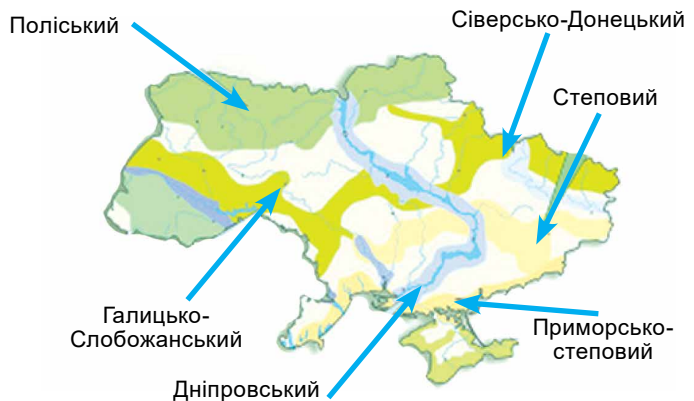 Поліський
Сіверсько-Донецький
Степовий
Галицько-
Слобожанський
Приморсько-
степовий
Дніпровський